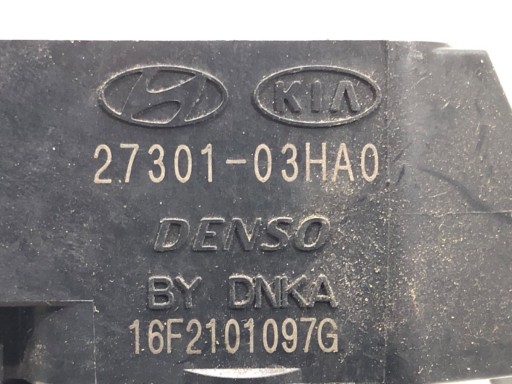 KIA
27301-03HA0
DENSO
BY DNKA
16F2101097G